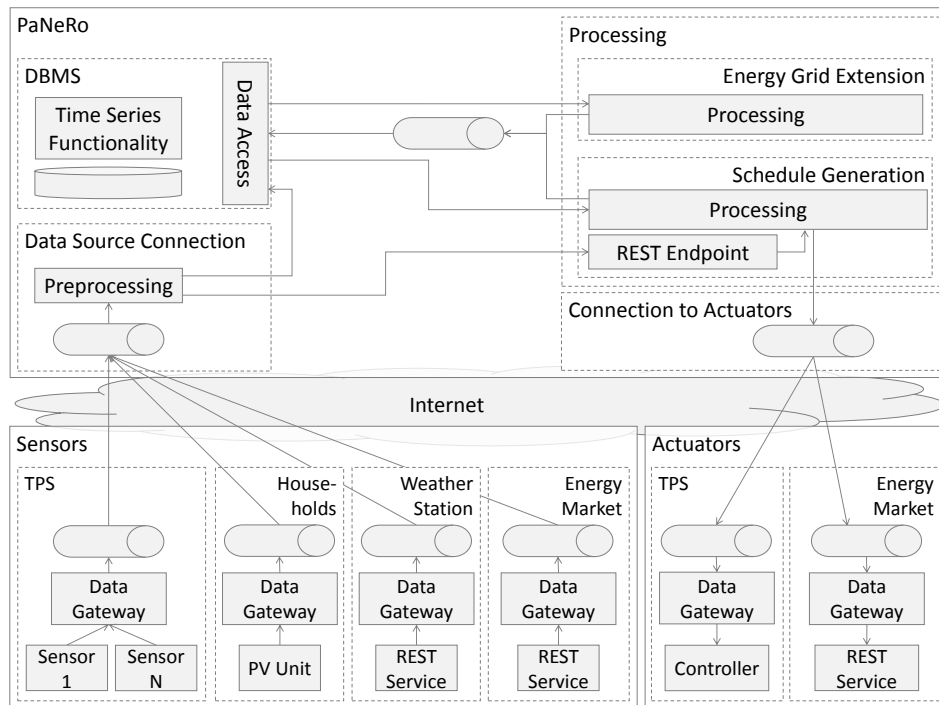 PaNeRo
Processing
DBMS
Energy Grid Extension
Time Series
Functionality
Data Access
Processing
Schedule Generation
Processing
Data Source Connection
REST Endpoint
Preprocessing
Connection to Actuators
Internet
Sensors
Actuators
TPS
House-
holds
Weather
Station
Energy
Market
TPS
Energy
Market
Data
Gateway
Data
Gateway
Data
Gateway
Data
Gateway
Data
Gateway
Data
Gateway
Sensor
1
Sensor
N
PV Unit
REST
Service
REST
Service
Controller
REST
Service